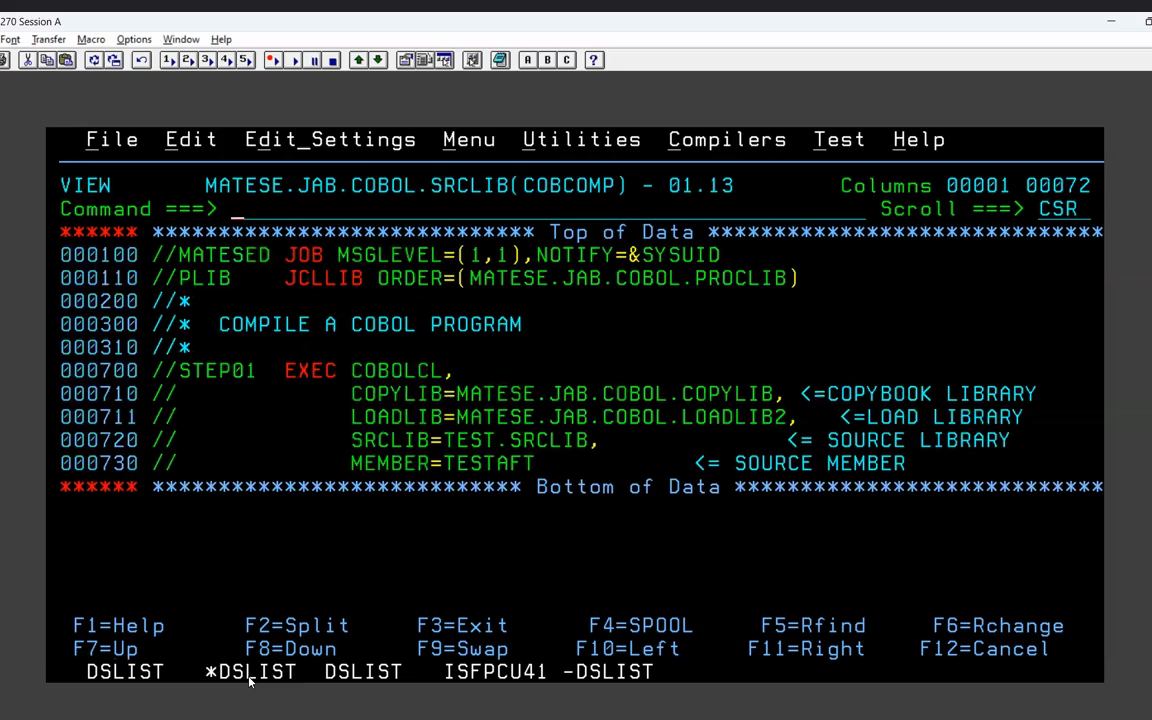 270 Session A
Font Transfer Macro Options Window Help
1 2 3 4 5 A B C ?
File Edit Edit_Settings Menu Utilities Compilers Test Help
VIEW MATESE.JAB.COBOL.SRCLIB(COBCOMP) - 01.13 Columns 00001 00072
Command ===> _ Scroll ===> CSR
****** ***************************** Top of Data ******************************
000100 //MATESED JOB MSGLEVEL=(1,1),NOTIFY=&SYSUID
000110 //PLIB JCLLIB ORDER=(MATESE.JAB.COBOL.PROCLIB)
000200 //*
000300 //* COMPILE A COBOL PROGRAM
000310 //*
000700 //STEP01 EXEC COBOLCL,
000710 // COPYLIB=MATESE.JAB.COBOL.COPYLIB, <=COPYBOOK LIBRARY
000711 // LOADLIB=MATESE.JAB.COBOL.LOADLIB2, <=LOAD LIBRARY
000720 // SRCLIB=TEST.SRCLIB, <= SOURCE LIBRARY
000730 // MEMBER=TESTAFT <= SOURCE MEMBER
****** **************************** Bottom of Data ****************************
F1=Help F2=Split F3=Exit F4=SPOOL F5=Rfind F6=Rchange
F7=Up F8=Down F9=Swap F10=Left F11=Right F12=Cancel
DSLIST *DSLIST DSLIST ISFPCU41 -DSLIST